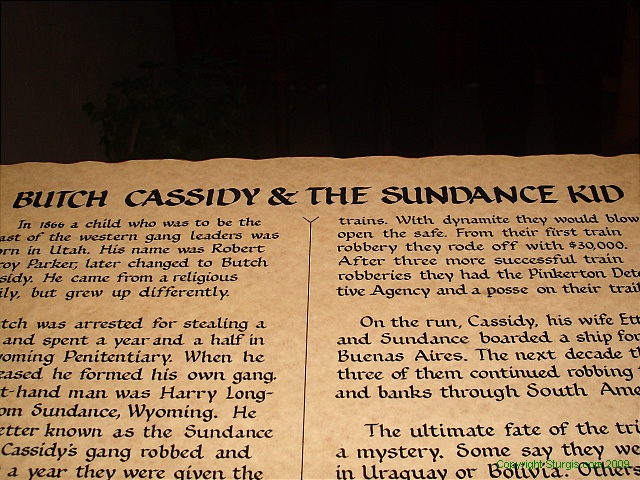 BUTCH CASSIDY & THE SUNDANCE KID
In 1866 a child who was to be the
ast of the western gang leaders was
orn in Utah. His name was Robert
roy Parker, later changed to Butch
sidy. He came from a religious
ily, but grew up differently.
tch was arrested for stealing a
and spent a year and a half in
yoming Penitentiary. When he
eased he formed his own gang.
t-hand man was Harry Long-
om Sundance, Wyoming. He
etter known as the Sundance
Cassidy's gang robbed and
a year they were given the
trains. With dynamite they would blow
open the safe. From their first train
robbery they rode off with $30,000.
After three more successful train
robberies they had the Pinkerton Dete
tive Agency and a posse on their trail
On the run, Cassidy, his wife Ett
and Sundance boarded a ship for
Buenas Aires. The next decade th
three of them continued robbing
and banks through South Ame
The ultimate fate of the tri
a mystery. Some say they we
in Uraguay or Bolivia. Others
Copyright Sturgis.com 2009